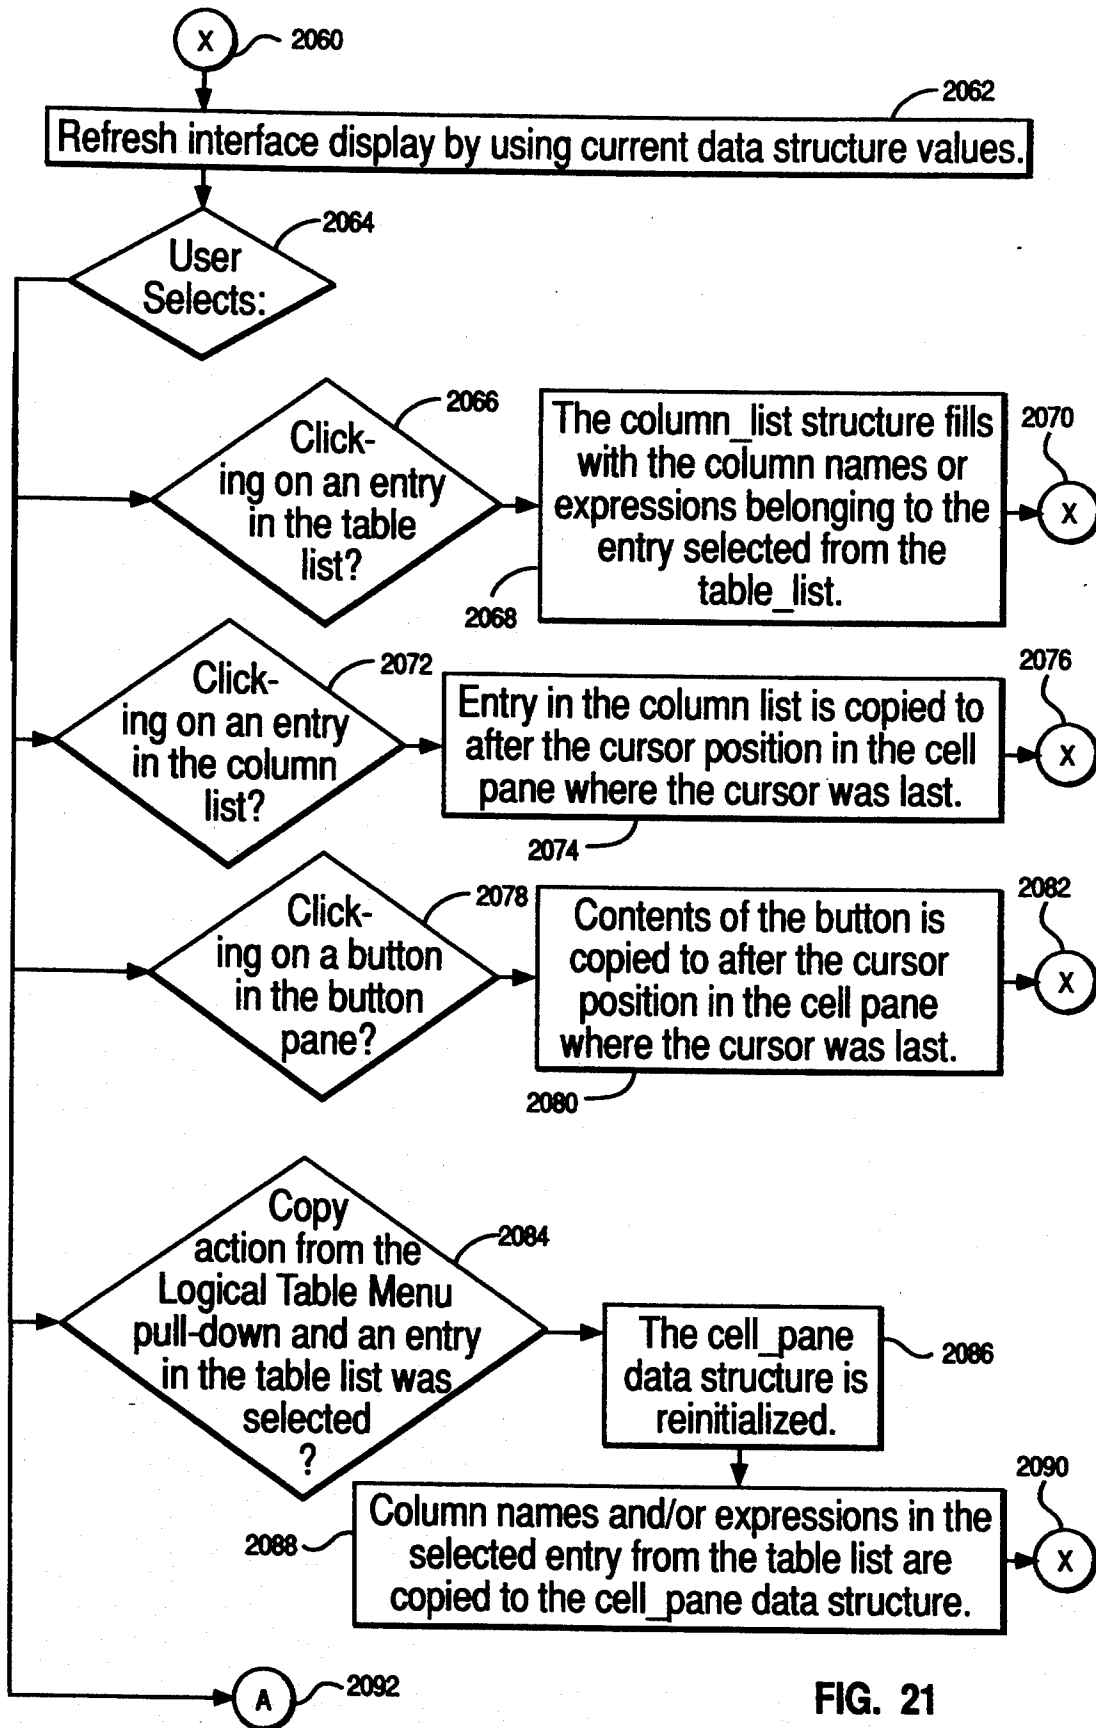 X
2060
2062
Refresh interface display by using current data structure values.
2064
User
Selects:
2066
Click-
ing on an entry
in the table
list?
The column_list structure fills
with the column names or
expressions belonging to the
entry selected from the
table_list.
2068
2070
X
2072
Click-
ing on an entry
in the column
list?
Entry in the column list is copied to
after the cursor position in the cell
pane where the cursor was last.
2074
2076
X
2078
Click-
ing on a button
in the button
pane?
Contents of the button is
copied to after the cursor
position in the cell pane
where the cursor was last.
2080
2082
X
2084
Copy
action from the
Logical Table Menu
pull-down and an entry
in the table list was
selected
?
The cell_pane
data structure is
reinitialized.
2086
2088
Column names and/or expressions in the
selected entry from the table list are
copied to the cell_pane data structure.
2090
X
A
2092
FIG. 21